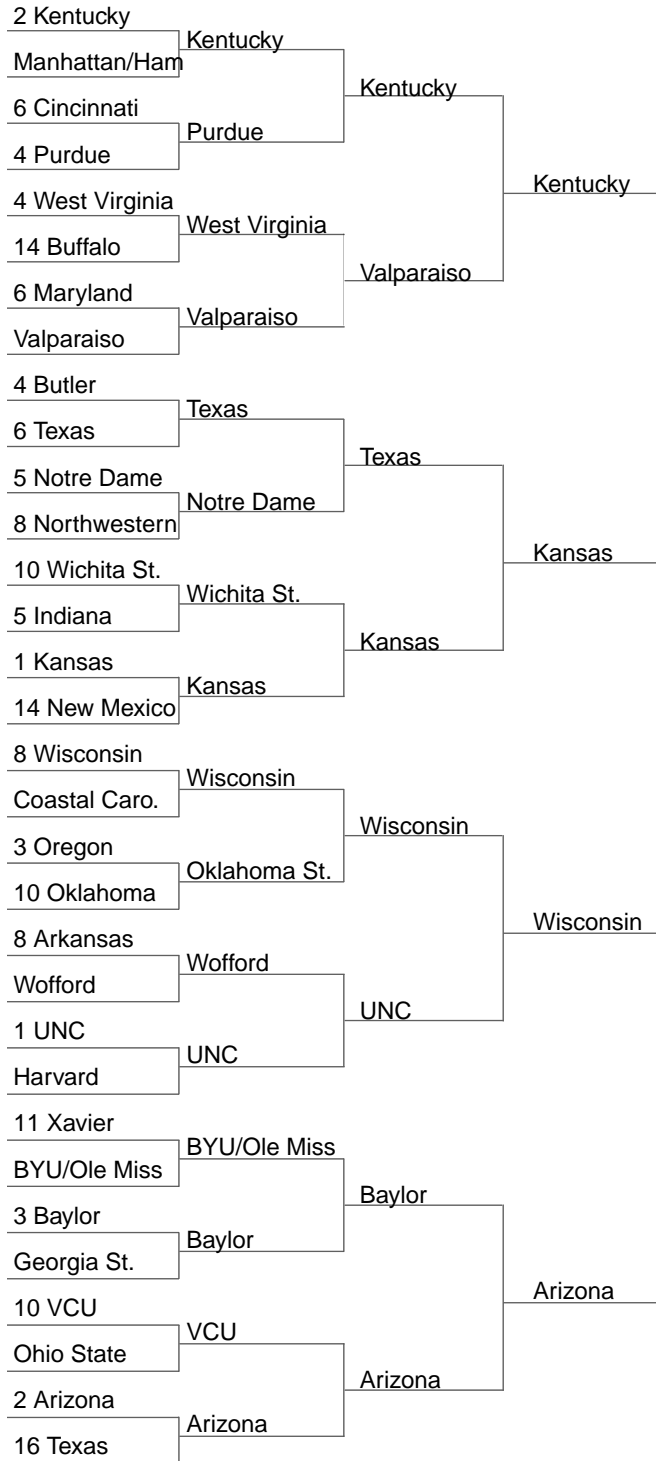 2 Kentucky
Manhattan/Ham
6 Cincinnati
4 Purdue
4 West Virginia
14 Buffalo
6 Maryland
Valparaiso
4 Butler
6 Texas
5 Notre Dame
8 Northwestern
10 Wichita St.
5 Indiana
1 Kansas
14 New Mexico
8 Wisconsin
Coastal Caro.
3 Oregon
10 Oklahoma
8 Arkansas
Wofford
1 UNC
Harvard
11 Xavier
BYU/Ole Miss
3 Baylor
Georgia St.
10 VCU
Ohio State
2 Arizona
16 Texas
Kentucky
Purdue
West Virginia
Valparaiso
Texas
Notre Dame
Wichita St.
Kansas
Wisconsin
Oklahoma St.
Wofford
UNC
BYU/Ole Miss
Baylor
VCU
Arizona
Kentucky
Valparaiso
Texas
Kansas
Wisconsin
UNC
Baylor
Arizona
Kentucky
Kansas
Wisconsin
Arizona